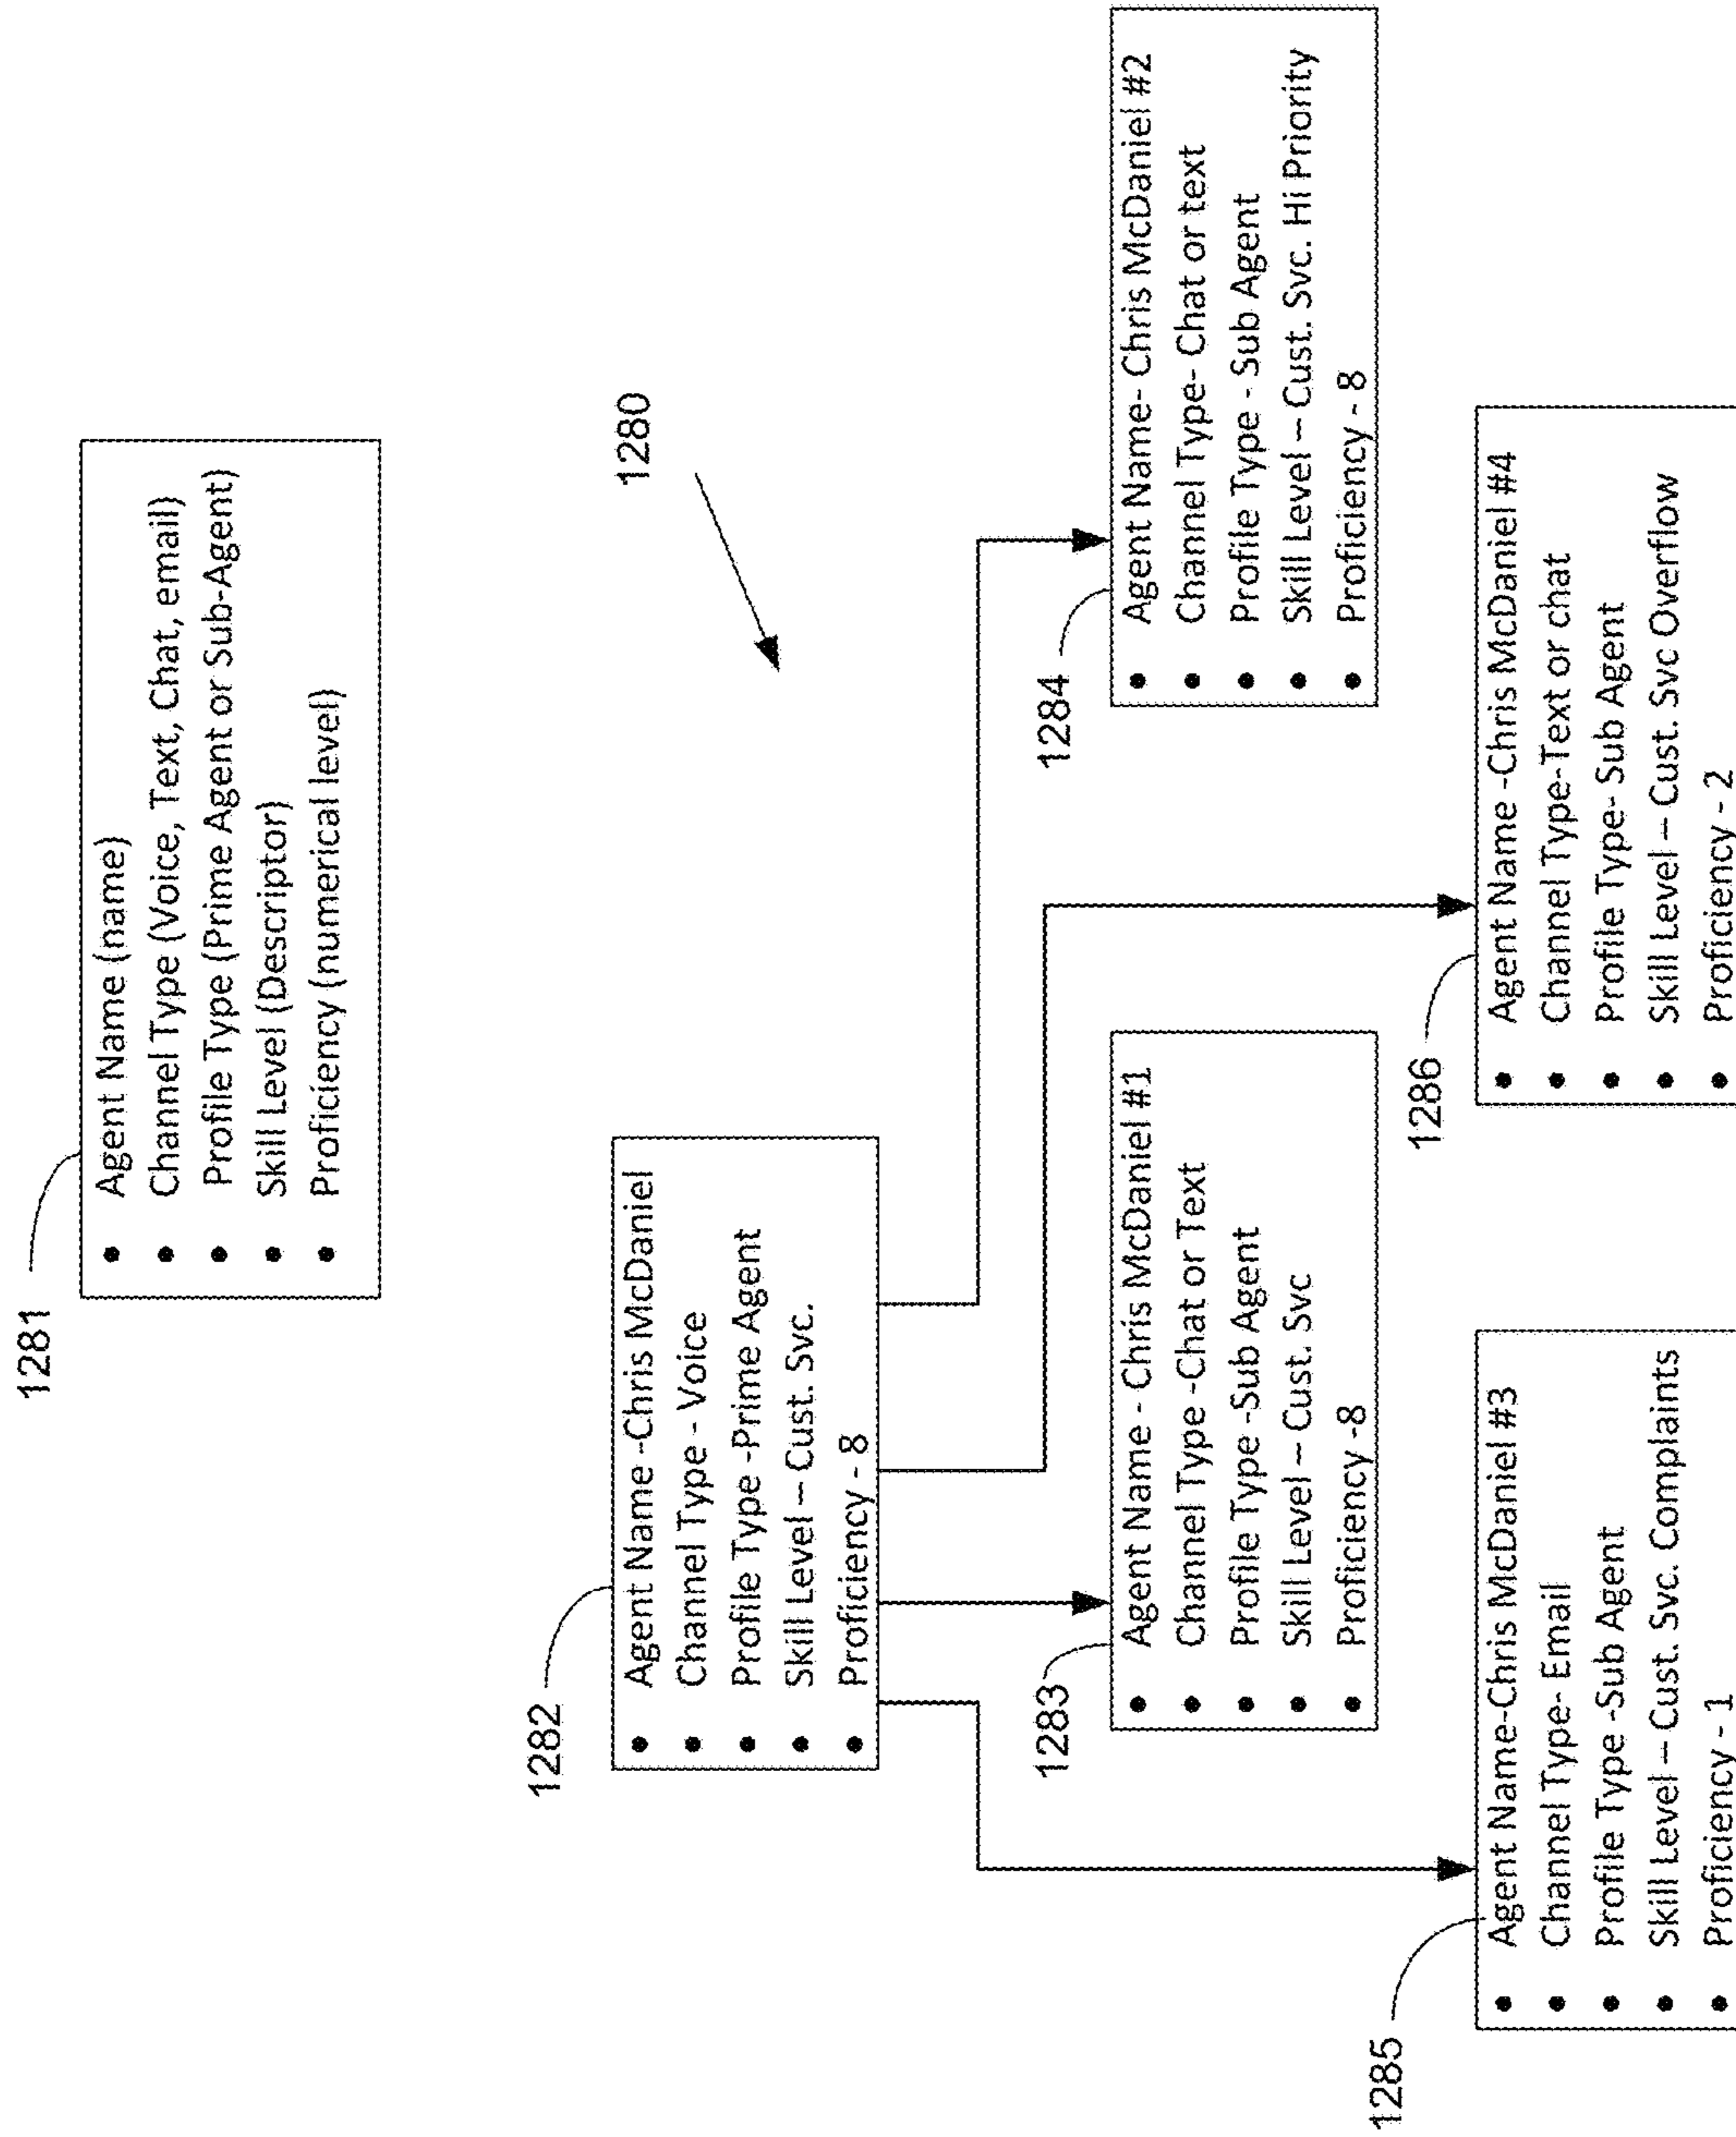 1281
• Agent Name (name)
• Channel Type (Voice, Text, Chat, email)
• Profile Type (Prime Agent or Sub-Agent)
• Skill Level (Descriptor)
• Proficiency (numerical level)
1280
1282
• Agent Name -Chris McDaniel
• Channel Type - Voice
• Profile Type -Prime Agent
• Skill Level – Cust. Svc.
• Proficiency - 8
1283
• Agent Name - Chris McDaniel #1
• Channel Type -Chat or Text
• Profile Type -Sub Agent
• Skill Level – Cust. Svc
• Proficiency -8
1284
• Agent Name- Chris McDaniel #2
• Channel Type- Chat or text
• Profile Type - Sub Agent
• Skill Level – Cust. Svc. Hi Priority
• Proficiency - 8
1285
• Agent Name-Chris McDaniel #3
• Channel Type- Email
• Profile Type -Sub Agent
• Skill Level – Cust. Svc. Complaints
• Proficiency - 1
1286
• Agent Name -Chris McDaniel #4
• Channel Type-Text or chat
• Profile Type- Sub Agent
• Skill Level – Cust. Svc Overflow
• Proficiency - 2